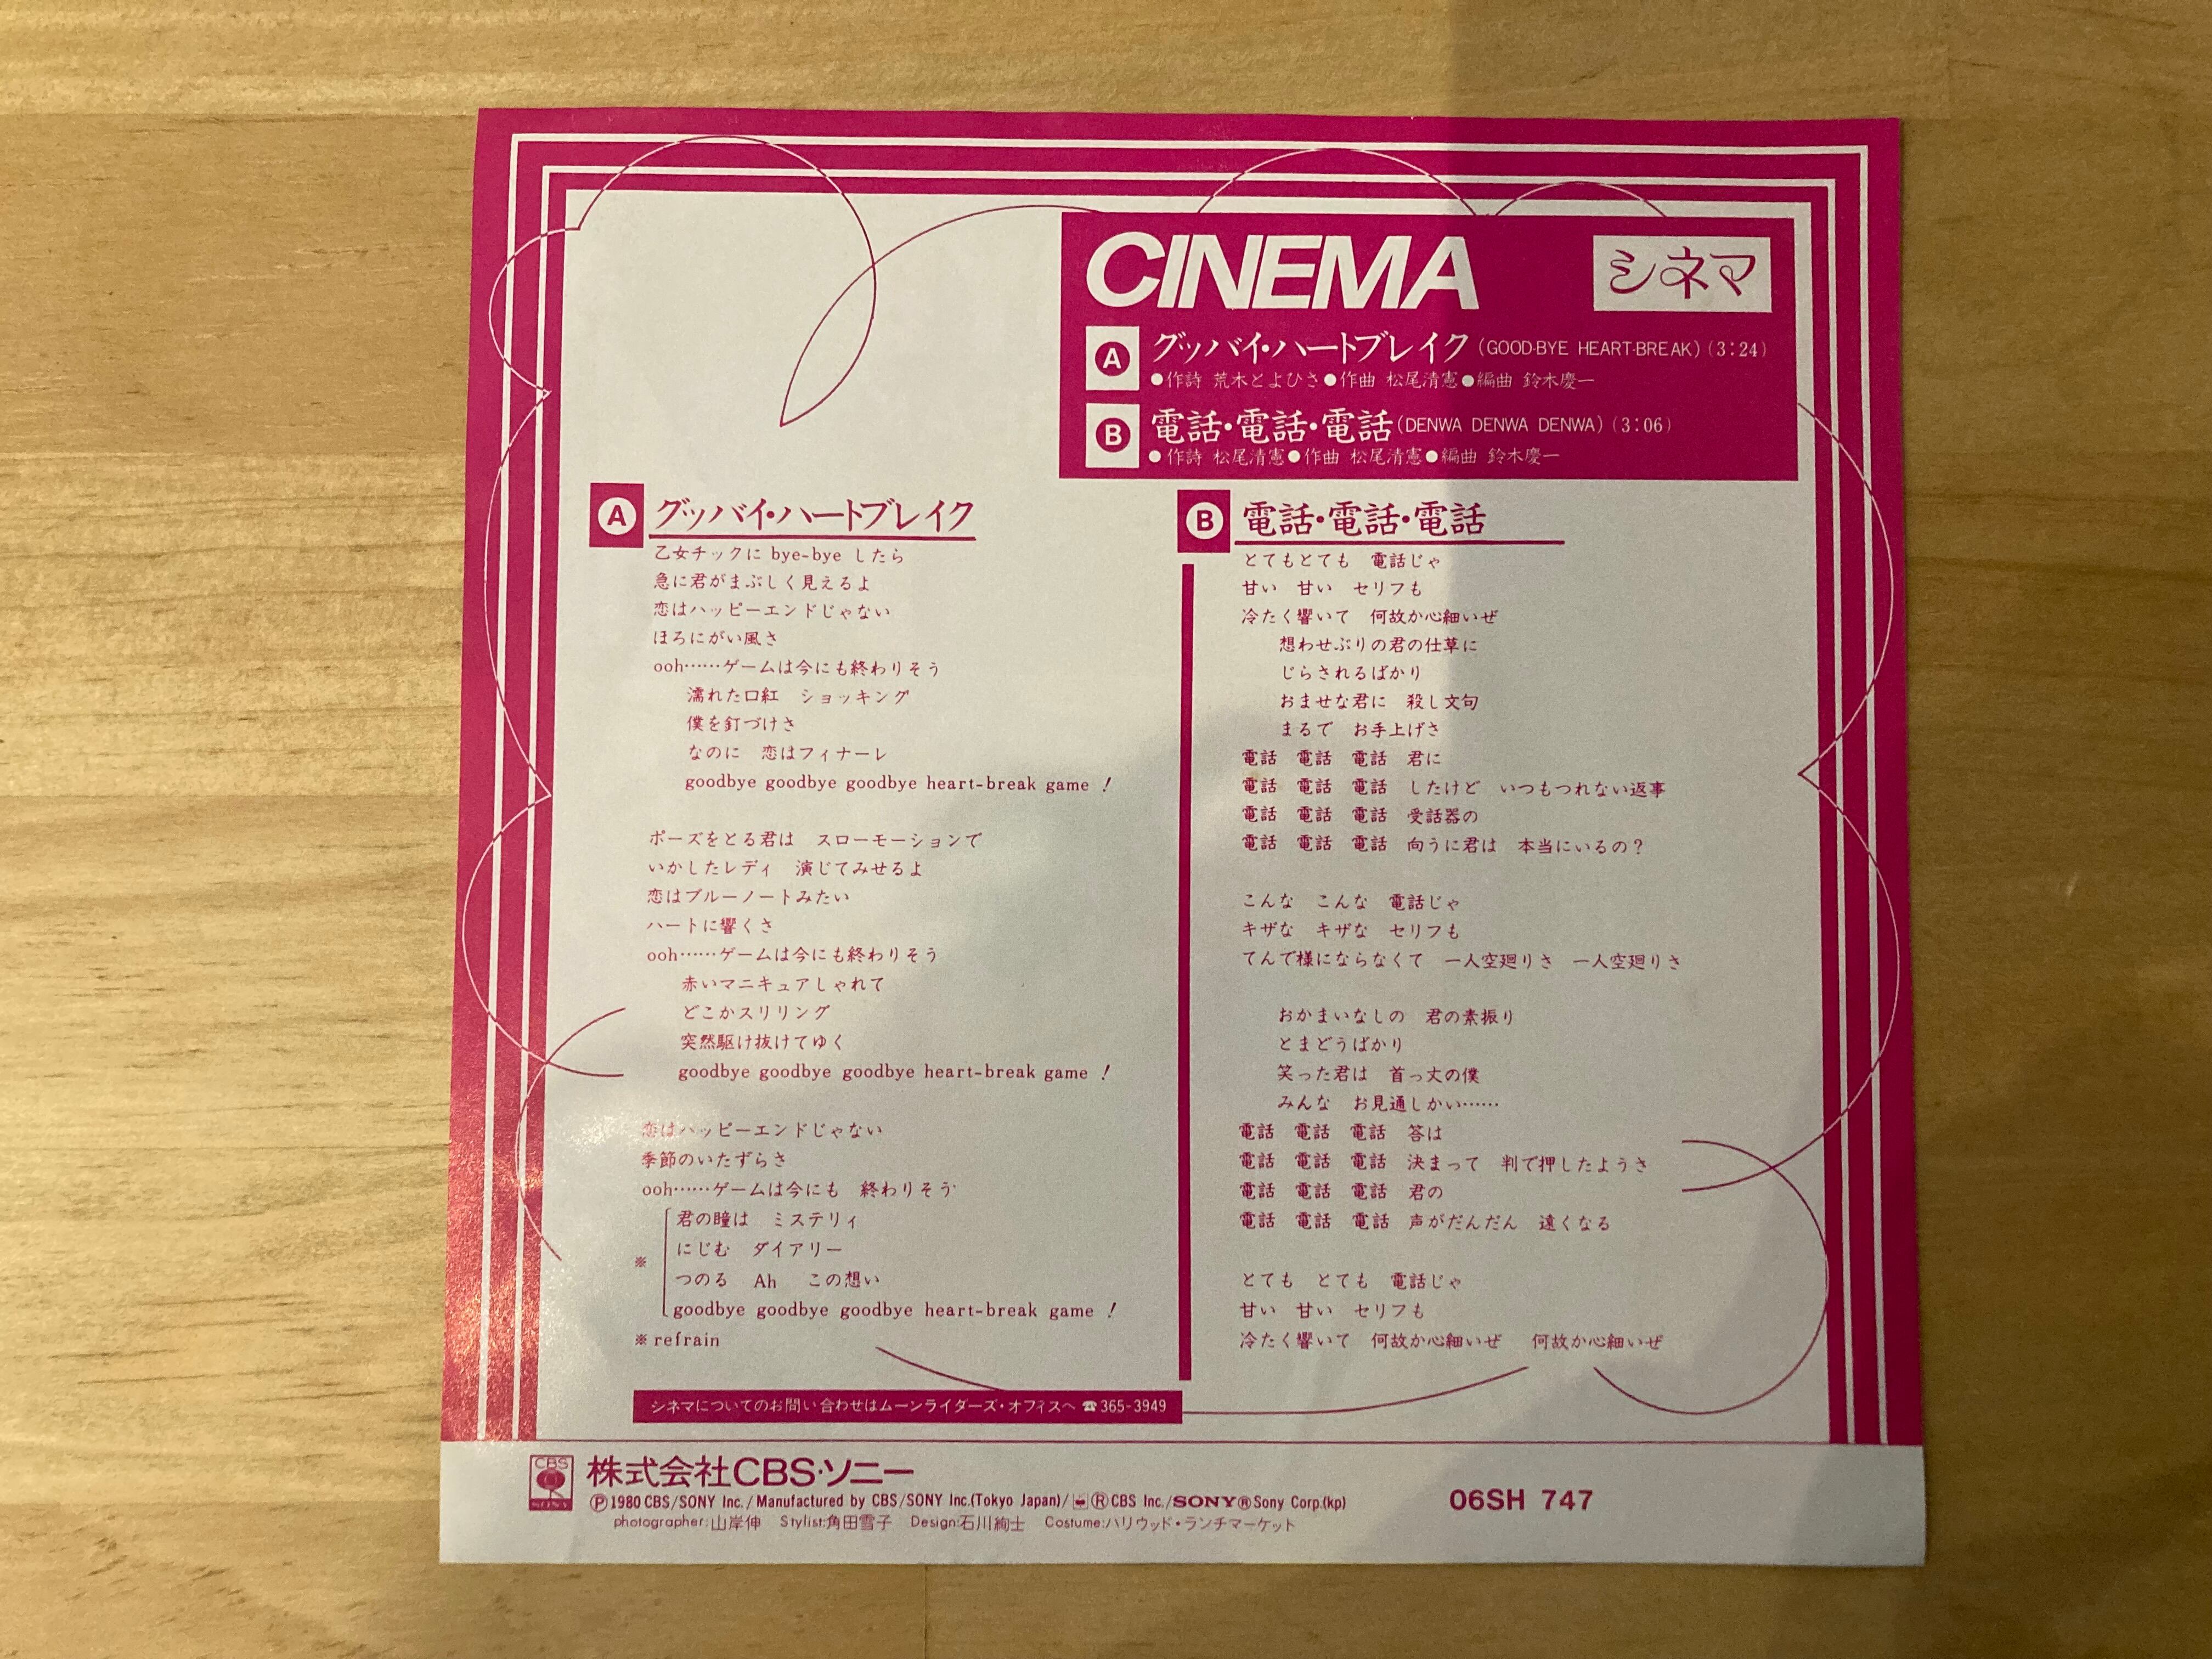 CINEMA シネマ
A グッバイ・ハートブレイク (GOOD-BYE HEART-BREAK) (3:24)
●作詩 荒木とよひさ●作曲 松尾清憲●編曲 鈴木慶一
B 電話・電話・電話 (DENWA DENWA DENWA) (3:06)
●作詩 松尾清憲●作曲 松尾清憲●編曲 鈴木慶一
A グッバイ・ハートブレイク
乙女チックに bye-bye したら
急に君がまぶしく見えるよ
恋はハッピーエンドじゃない
ほろにがい風さ
ooh……ゲームは今にも終わりそう
濡れた口紅 ショッキング
僕を釘づけさ
なのに 恋はフィナーレ
goodbye goodbye goodbye heart-break game !
ポーズをとる君は スローモーションで
いかしたレディ 演じてみせるよ
恋はブルーノートみたい
ハートに響くさ
ooh……ゲームは今にも終わりそう
赤いマニキュアしゃれて
どこかスリリング
突然駆け抜けてゆく
goodbye goodbye goodbye heart-break game !
恋はハッピーエンドじゃない
季節のいたずらさ
ooh……ゲームは今にも 終わりそう
君の瞳は ミステリィ
にじむ ダイアリー
※
つのる Ah この想い
goodbye goodbye goodbye heart-break game !
※refrain
B 電話・電話・電話
とてもとても 電話じゃ
甘い 甘い セリフも
冷たく響いて 何故か心細いぜ
想わせぶりの君の仕草に
じらされるばかり
おませな君に 殺し文句
まるで お手上げさ
電話 電話 電話 君に
電話 電話 電話 したけど いつもつれない返事
電話 電話 電話 受話器の
電話 電話 電話 向うに君は 本当にいるの?
こんな こんな 電話じゃ
キザな キザな セリフも
てんで様にならなくて 一人空廻りさ 一人空廻りさ
おかまいなしの 君の素振り
とまどうばかり
笑った君は 首っ丈の僕
みんな お見通しかい……
電話 電話 電話 答は
電話 電話 電話 決まって 判で押したようさ
電話 電話 電話 君の
電話 電話 電話 声がだんだん 遠くなる
とても とても 電話じゃ
甘い 甘い セリフも
冷たく響いて 何故か心細いぜ 何故か心細いぜ
シネマについてのお問い合わせはムーンライダーズ・オフィスへ ☎365-3949
CBS SONY 株式会社CBS・ソニー
Ⓟ1980 CBS/SONY Inc./Manufactured by CBS/SONY Inc.(Tokyo Japan)/ ®CBS Inc./SONY®Sony Corp.(kp)
06SH 747
photographer:山岸伸 Stylist:角田雪子 Design:石川絢士 Costume:ハリウッド・ランチマーケット